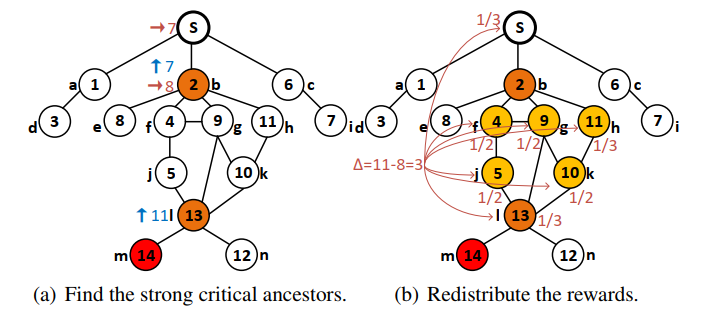 →7 S
↑7
→8 2 b
a 1
6 c
d 3
e 8
f 4
9 g
11 h
7 i
j 5
10 k
↑11 l 13
m 14
12 n
(a) Find the strong critical ancestors.
1/3 S
a 1
2 b
6 c
d 3
e 8
f 4
9 g
11 h
7 i
1/2
1/2
1/3
Δ=11-8=3
j 5
10 k
1/2
1/2
l 13 1/3
m 14
12 n
(b) Redistribute the rewards.